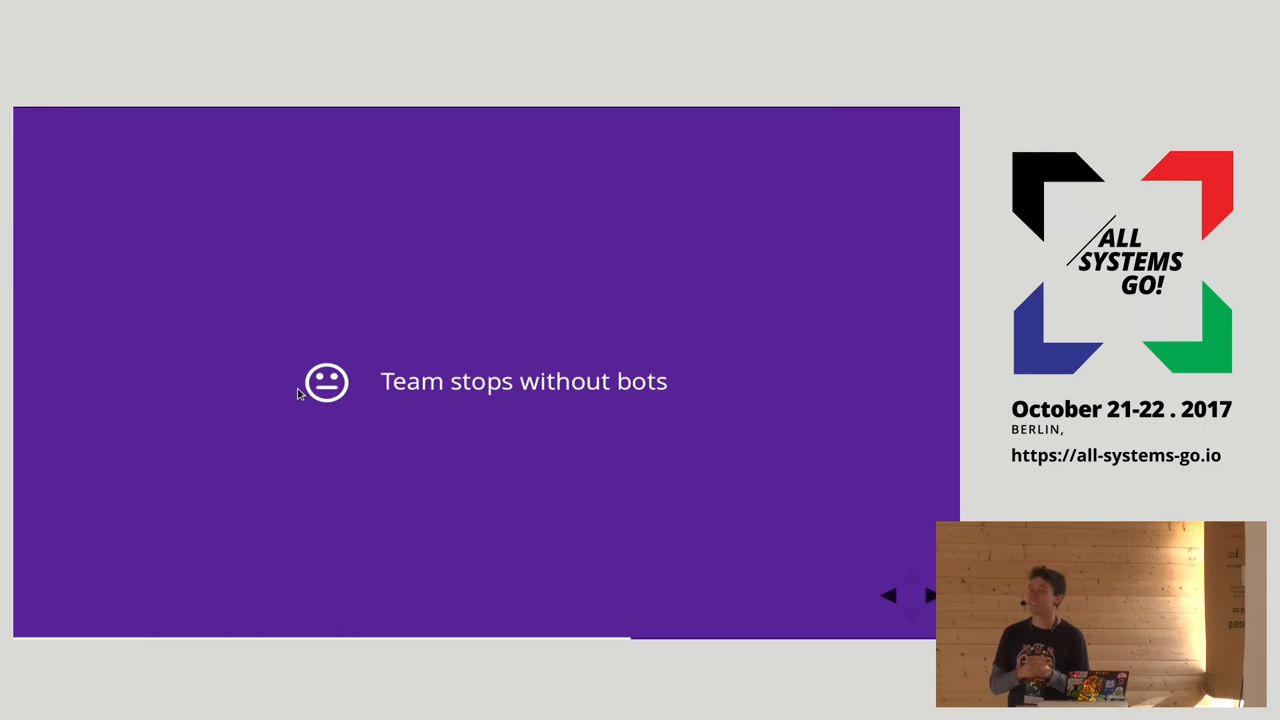 Team stops without bots
ALL
SYSTEMS
GO!
October 21-22 . 2017
BERLIN,
https://all-systems-go.io